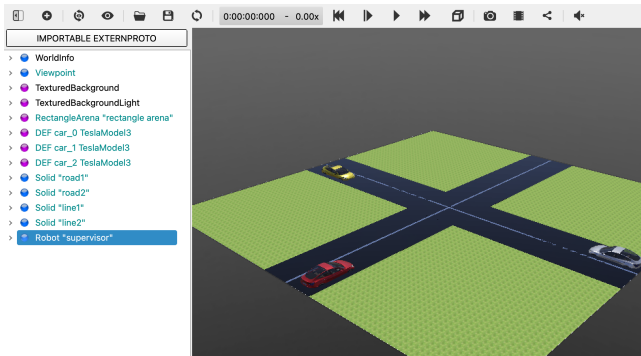 0:00:00:000 - 0.00x
IMPORTABLE EXTERNPROTO
WorldInfo
Viewpoint
TexturedBackground
TexturedBackgroundLight
RectangleArena "rectangle arena"
DEF car_0 TeslaModel3
DEF car_1 TeslaModel3
DEF car_2 TeslaModel3
Solid "road1"
Solid "road2"
Solid "line1"
Solid "line2"
Robot "supervisor"